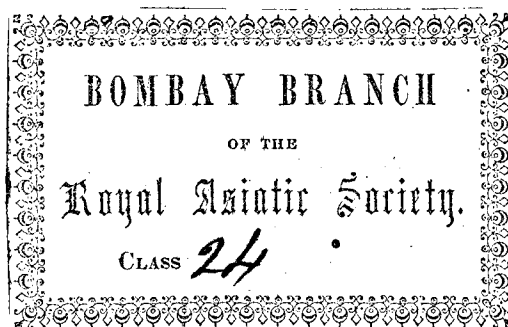 BOMBAY BRANCH
OF THE
Royal Asiatic Society.
CLASS 24